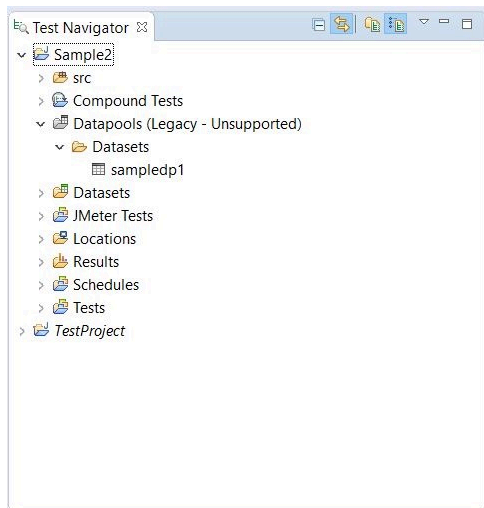 Test Navigator
Sample2
src
Compound Tests
Datapools (Legacy - Unsupported)
Datasets
sampledp1
Datasets
JMeter Tests
Locations
Results
Schedules
Tests
TestProject